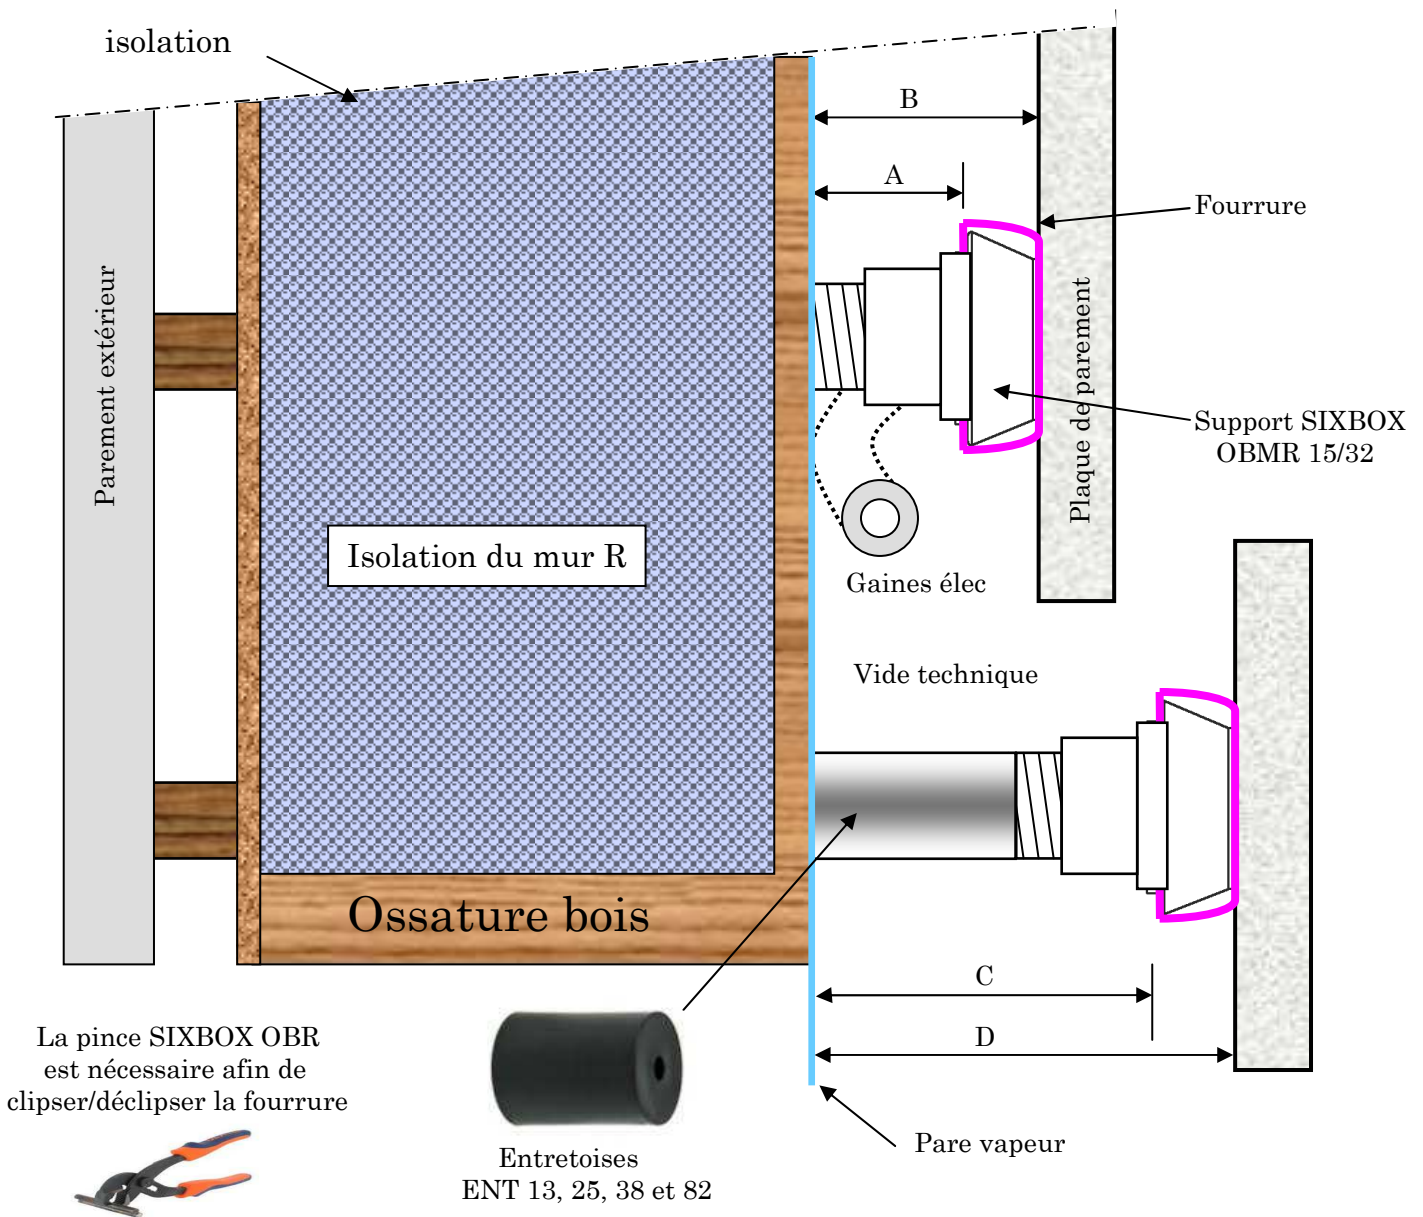 isolation
B
A
Fourrure
Parement extérieur
Plaque de parement
Support SIXBOX
OBMR 15/32
Isolation du mur R
Gaines élec
Vide technique
Ossature bois
C
D
La pince SIXBOX OBR
est nécessaire afin de
clipser/déclipser la fourrure
Pare vapeur
Entretoises
ENT 13, 25, 38 et 82